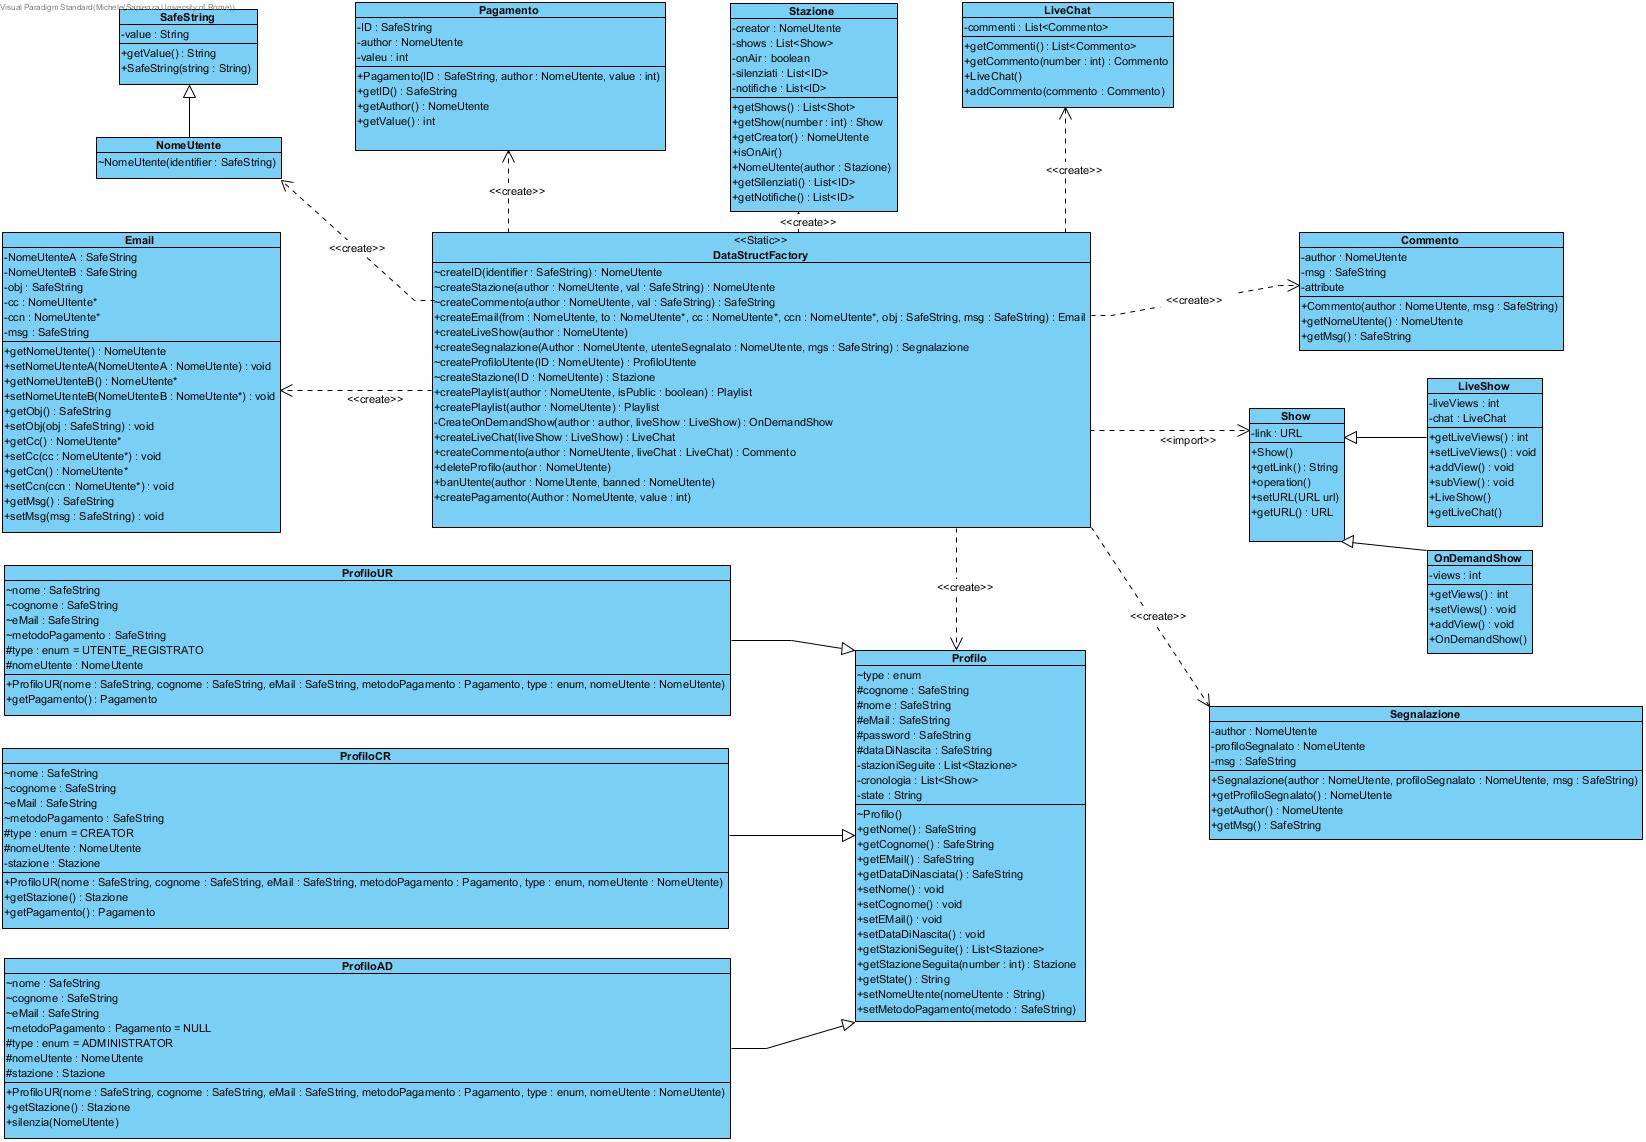 Visual Paradigm Standard(Michele(Sapienza University of Rome))
SafeString
-value : String
+getValue() : String
+SafeString(string : String)
NomeUtente
~NomeUtente(identifier : SafeString)
Pagamento
-ID : SafeString
-author : NomeUtente
-valeu : int
+Pagamento(ID : SafeString, author : NomeUtente, value : int)
+getID() : SafeString
+getAuthor() : NomeUtente
+getValue() : int
Stazione
-creator : NomeUtente
-shows : List<Show>
-onAir : boolean
-silenziati : List<ID>
-notifiche : List<ID>
+getShows() : List<Shot>
+getShow(number : int) : Show
+getCreator() : NomeUtente
+isOnAir()
+NomeUtente(author : Stazione)
+getSilenziati() : List<ID>
+getNotifiche() : List<ID>
LiveChat
-commenti : List<Commento>
+getCommenti() : List<Commento>
+getCommento(number : int) : Commento
+LiveChat()
+addCommento(commento : Commento)
<<create>>
<<create>>
<<create>>
<<create>>
Email
-NomeUtenteA : SafeString
-NomeUtenteB : SafeString
-obj : SafeString
-cc : NomeUltente*
-ccn : NomeUtente*
-msg : SafeString
+getNomeUtente() : NomeUtente
+setNomeUtenteA(NomeUtenteA : NomeUtente) : void
+getNomeUtenteB() : NomeUtente*
+setNomeUtenteB(NomeUtenteB : NomeUtente*) : void
+getObj() : SafeString
+setObj(obj : SafeString) : void
+getCc() : NomeUtente*
+setCc(cc : NomeUtente*) : void
+getCcn() : NomeUtente*
+setCcn(ccn : NomeUtente*) : void
+getMsg() : SafeString
+setMsg(msg : SafeString) : void
<<create>>
<<Static>>
DataStructFactory
~createID(identifier : SafeString) : NomeUtente
~createStazione(author : NomeUtente, val : SafeString) : NomeUtente
~createCommento(author : NomeUtente, val : SafeString) : SafeString
+createEmail(from : NomeUtente, to : NomeUtente*, cc : NomeUtente*, ccn : NomeUtente*, obj : SafeString, msg : SafeString) : Email
+createLiveShow(author : NomeUtente)
+createSegnalazione(Author : NomeUtente, utenteSegnalato : NomeUtente, mgs : SafeString) : Segnalazione
~createProfiloUtente(ID : NomeUtente) : ProfiloUtente
~createStazione(ID : NomeUtente) : Stazione
+createPlaylist(author : NomeUtente, isPublic : boolean) : Playlist
+createPlaylist(author : NomeUtente) : Playlist
-CreateOnDemandShow(author : author, liveShow : LiveShow) : OnDemandShow
+createLiveChat(liveShow : LiveShow) : LiveChat
+createCommento(author : NomeUtente, liveChat : LiveChat) : Commento
+deleteProfilo(author : NomeUtente)
+banUtente(author : NomeUtente, banned : NomeUtente)
+createPagamento(Author : NomeUtente, value : int)
<<create>>
Commento
-author : NomeUtente
-msg : SafeString
-attribute
+Commento(author : NomeUtente, msg : SafeString)
+getNomeUtente() : NomeUtente
+getMsg() : SafeString
<<import>>
Show
-link : URL
+Show()
+getLink() : String
+operation()
+setURL(URL url)
+getURL() : URL
LiveShow
-liveViews : int
-chat : LiveChat
+getLiveViews() : int
+setLiveViews() : void
+addView() : void
+subView() : void
+LiveShow()
+getLiveChat()
OnDemandShow
-views : int
+getViews() : int
+setViews() : void
+addView() : void
+OnDemandShow()
<<create>>
<<create>>
ProfiloUR
~nome : SafeString
~cognome : SafeString
~eMail : SafeString
~metodoPagamento : SafeString
#type : enum = UTENTE_REGISTRATO
#nomeUtente : NomeUtente
+ProfiloUR(nome : SafeString, cognome : SafeString, eMail : SafeString, metodoPagamento : Pagamento, type : enum, nomeUtente : NomeUtente)
+getPagamento() : Pagamento
ProfiloCR
~nome : SafeString
~cognome : SafeString
~eMail : SafeString
~metodoPagamento : SafeString
#type : enum = CREATOR
#nomeUtente : NomeUtente
-stazione : Stazione
+ProfiloUR(nome : SafeString, cognome : SafeString, eMail : SafeString, metodoPagamento : Pagamento, type : enum, nomeUtente : NomeUtente)
+getStazione() : Stazione
+getPagamento() : Pagamento
ProfiloAD
~nome : SafeString
~cognome : SafeString
~eMail : SafeString
~metodoPagamento : Pagamento = NULL
#type : enum = ADMINISTRATOR
#nomeUtente : NomeUtente
#stazione : Stazione
+ProfiloUR(nome : SafeString, cognome : SafeString, eMail : SafeString, metodoPagamento : Pagamento, type : enum, nomeUtente : NomeUtente)
+getStazione() : Stazione
+silenzia(NomeUtente)
Profilo
~type : enum
#cognome : SafeString
#nome : SafeString
#eMail : SafeString
#password : SafeString
#dataDiNascita : SafeString
-stazioniSeguite : List<Stazione>
-cronologia : List<Show>
-state : String
~Profilo()
+getNome() : SafeString
+getCognome() : SafeString
+getEMail() : SafeString
+getDataDiNasciata() : SafeString
+setNome() : void
+setCognome() : void
+setEMail() : void
+setDataDiNascita() : void
+getStazioniSeguite() : List<Stazione>
+getStazioneSeguita(number : int) : Stazione
+getState() : String
+setNomeUtente(nomeUtente : String)
+setMetodoPagamento(metodo : SafeString)
Segnalazione
-author : NomeUtente
-profiloSegnalato : NomeUtente
-msg : SafeString
+Segnalazione(author : NomeUtente, profiloSegnalato : NomeUtente, msg : SafeString)
+getProfiloSegnalato() : NomeUtente
+getAuthor() : NomeUtente
+getMsg() : SafeString